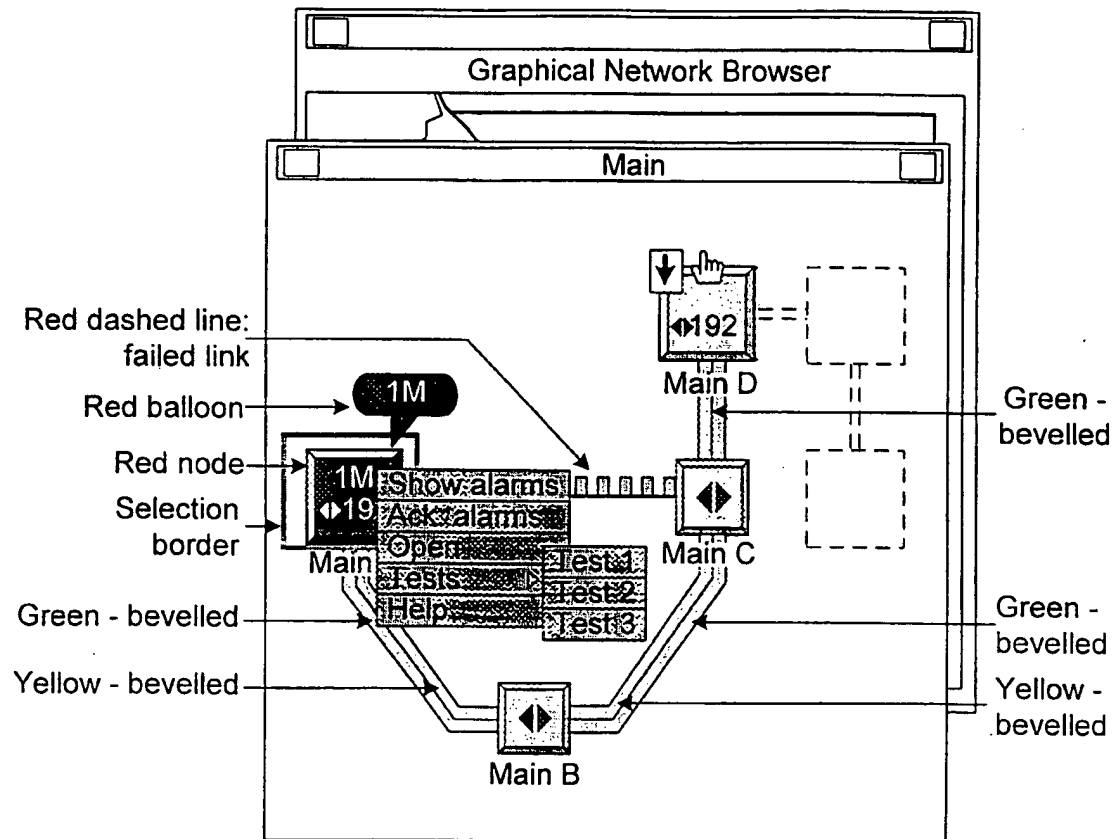 Graphical Network Browser
Main
Red dashed line:
failed link
192
Main D
Green -
bevelled
Red balloon
1M
Red node
1M
19
Selection
border
Show alarms
Ack alarms
Open
Tests
Help
Test 1
Test 2
Test 3
Main
Main C
Green - bevelled
Green -
bevelled
Yellow - bevelled
Yellow -
bevelled
Main B